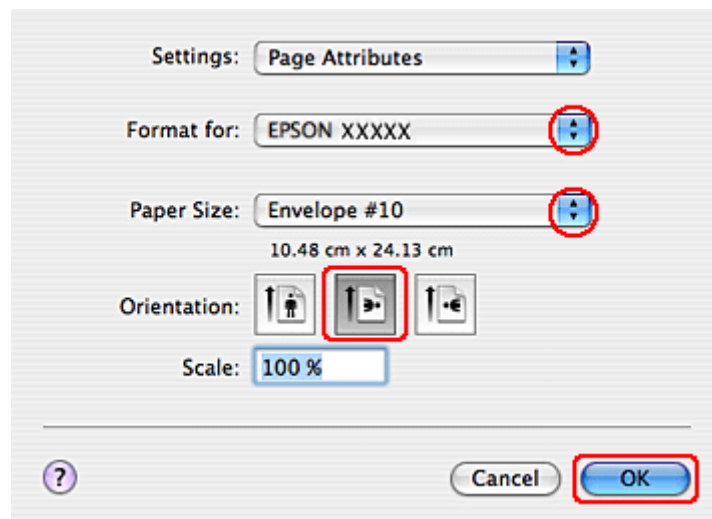 Settings: Page Attributes
Format for: EPSON XXXXX
Paper Size: Envelope #10
10.48 cm x 24.13 cm
Orientation:
Scale: 100 %
? Cancel OK